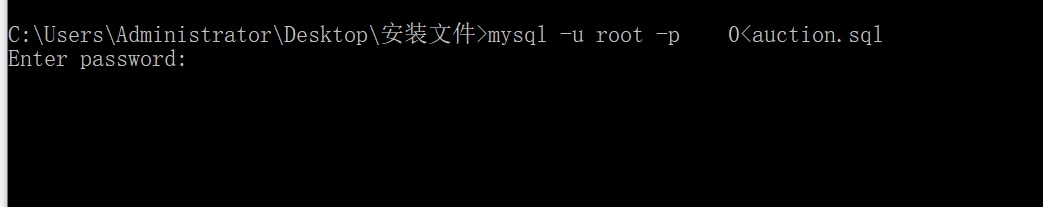 C:\Users\Administrator\Desktop\安装文件>mysql -u root -p    0<auction.sql
Enter password: